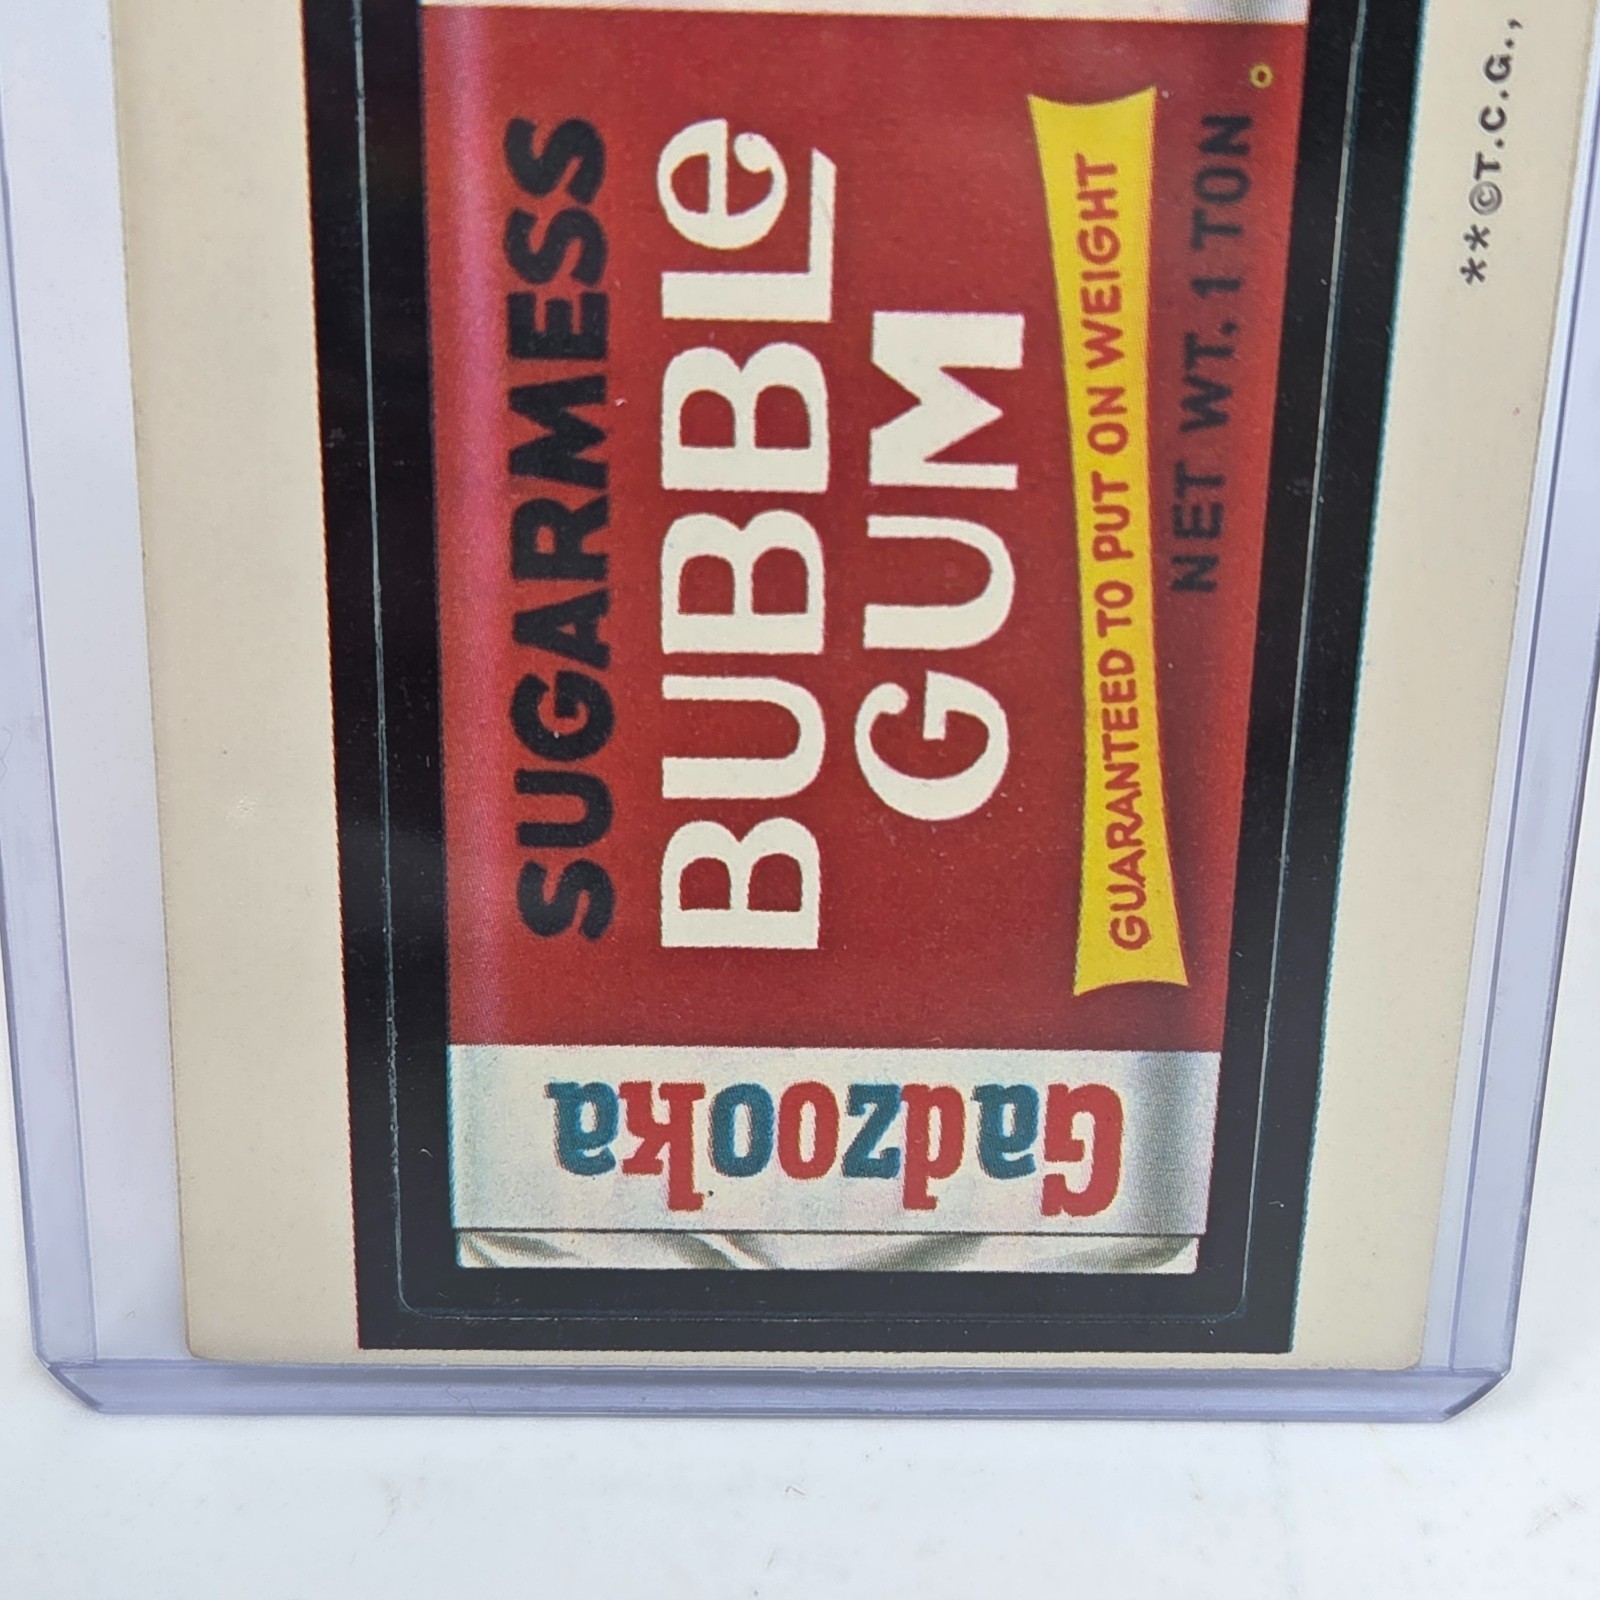 SUGARMESS
BUBBLe
GUM
GUARANTEED TO PUT ON WEIGHT
NET WT. 1 TON
Gadzooka
**©T.C.G.,